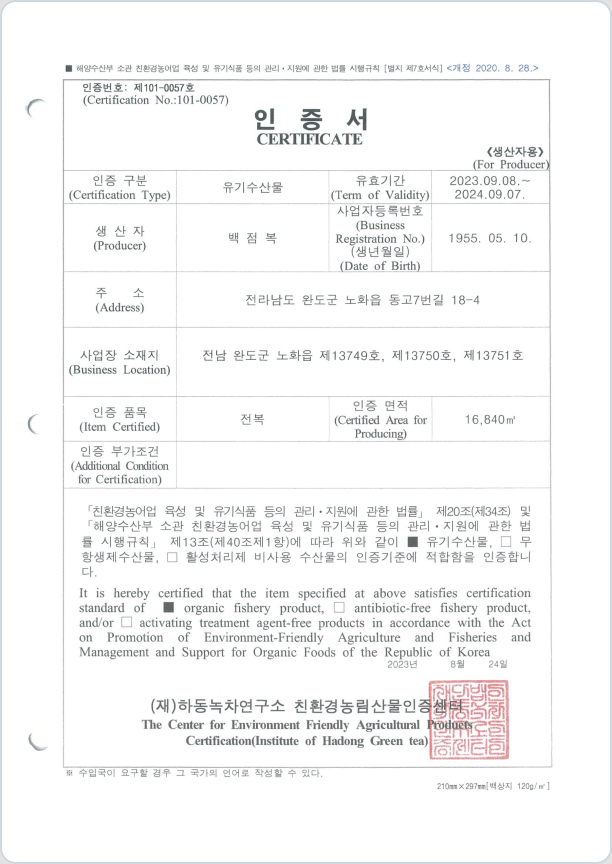 ■ 해양수산부 소관 친환경농어업 육성 및 유기식품 등의 관리・지원에 관한 법률 시행규칙 [별지 제7호서식] <개정 2020. 8. 28.>
인증번호: 제101-0057호
(Certification No.:101-0057)
인 증 서
CERTIFICATE
《생산자용》
(For Producer)
인증 구분
(Certification Type)
유기수산물
유효기간
(Term of Validity)
2023.09.08.~
2024.09.07.
생 산 자
(Producer)
백 점 복
사업자등록번호
(Business
Registration No.)
(생년월일)
(Date of Birth)
1955. 05. 10.
주 소
(Address)
전라남도 완도군 노화읍 동고7번길 18-4
사업장 소재지
(Business Location)
전남 완도군 노화읍 제13749호, 제13750호, 제13751호
인증 품목
(Item Certified)
전복
인증 면적
(Certified Area for
Producing)
16,840㎡
인증 부가조건
(Additional Condition
for Certification)
「친환경농어업 육성 및 유기식품 등의 관리・지원에 관한 법률」 제20조(제34조) 및
「해양수산부 소관 친환경농어업 육성 및 유기식품 등의 관리・지원에 관한 법
률 시행규칙」 제13조(제40조제1항)에 따라 위와 같이 ■ 유기수산물, □ 무
항생제수산물, □ 활성처리제 비사용 수산물의 인증기준에 적합함을 인증합니
다.
It is hereby certified that the item specified at above satisfies certification
standard of ■ organic fishery product, □ antibiotic-free fishery product,
and/or □ activating treatment agent-free products in accordance with the Act
on Promotion of Environment-Friendly Agriculture and Fisheries and
Management and Support for Organic Foods of the Republic of Korea
2023년 8월 24일
(재)하동녹차연구소 친환경농림산물인증센터
The Center for Environment Friendly Agricultural Products
Certification(Institute of Hadong Green tea)
※ 수입국이 요구할 경우 그 국가의 언어로 작성할 수 있다.
210㎜×297㎜[백상지 120g/㎡]